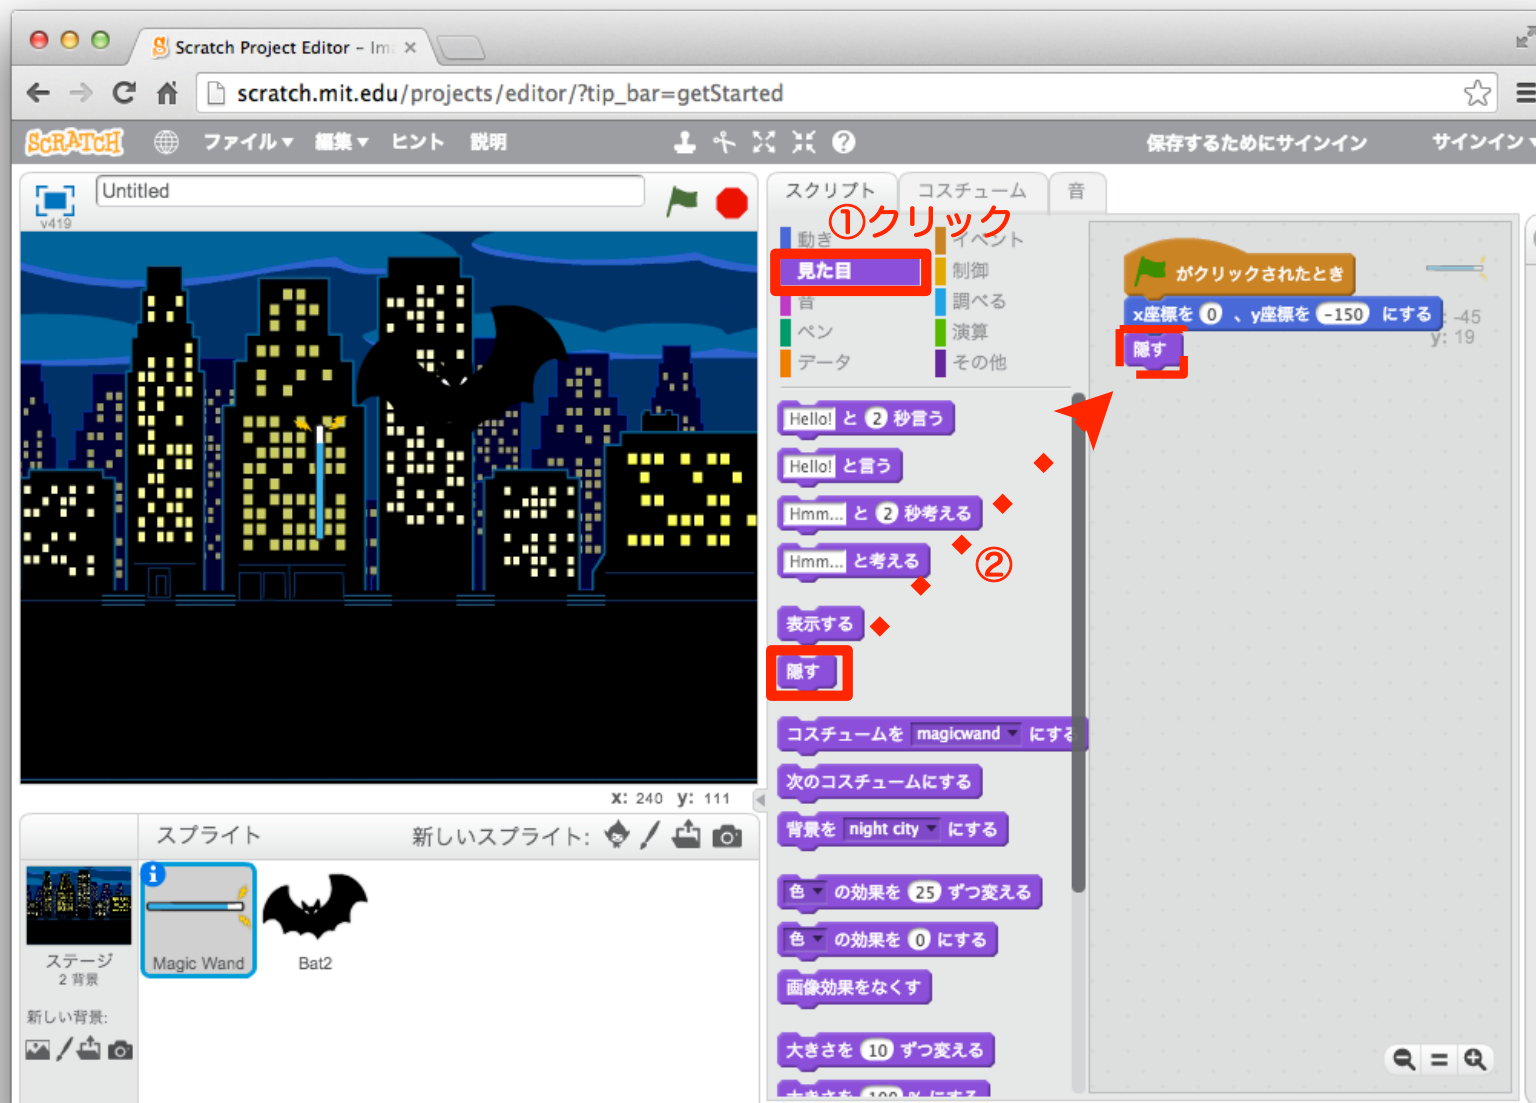 Scratch Project Editor – Im
scratch.mit.edu/projects/editor/?tip_bar=getStarted
SCRATCH ファイル▼ 編集▼ ヒント 説明 保存するためにサインイン サインイン
Untitled
v419
スクリプト コスチューム 音
①クリック
動き イベント
見た目 制御
音 調べる
ペン 演算
データ その他
Hello! と 2 秒言う
Hello! と言う
Hmm... と 2 秒考える
Hmm... と考える
②
表示する
隠す
コスチュームを magicwand にする
次のコスチュームにする
背景を night city にする
色 の効果を 25 ずつ変える
色 の効果を 0 にする
画像効果をなくす
大きさを 10 ずつ変える
大きさを 100 % にする
がクリックされたとき
x座標を 0 、y座標を -150 にする
隠す
: -45
y: 19
x: 240 y: 111
スプライト 新しいスプライト:
ステージ
2 背景
新しい背景:
Magic Wand
Bat2